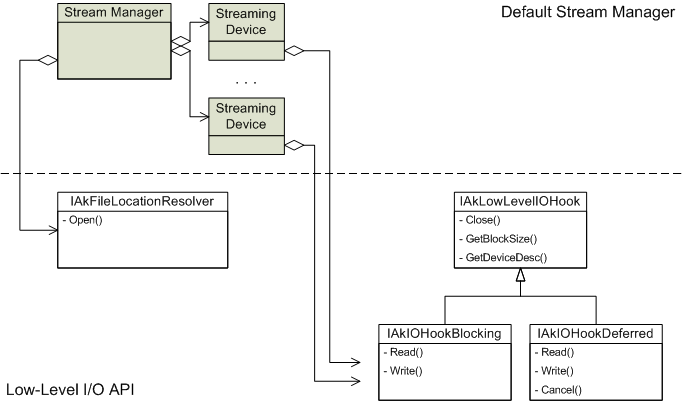 Default Stream Manager
Stream Manager
Streaming
Device
. . .
Streaming
Device
IAkFileLocationResolver
- Open()
IAkLowLevelIOHook
- Close()
- GetBlockSize()
- GetDeviceDesc()
IAkIOHookBlocking
- Read()
- Write()
IAkIOHookDeferred
- Read()
- Write()
- Cancel()
Low-Level I/O API